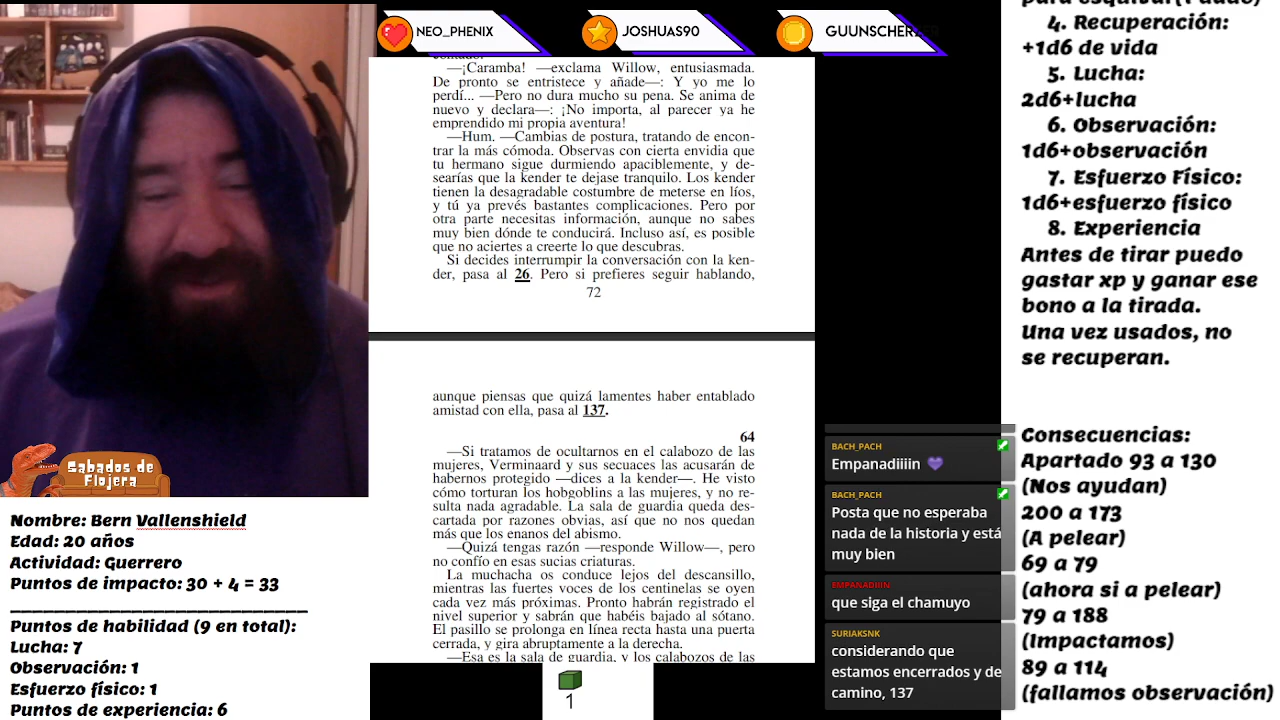 NEO_PHENIX
JOSHUAS90
—¡Caramba! —exclama Willow, entusiasmada.
De pronto se entristece y añade—: Y yo me lo
perdí... —Pero no dura mucho su pena. Se anima de
nuevo y declara—: ¡No importa, al parecer ya he
emprendido mi propia aventura!
—Hum. —Cambias de postura, tratando de encon-
trar la más cómoda. Observas con cierta envidia que
tu hermano sigue durmiendo apaciblemente, y de-
searías que la kender te dejase tranquilo. Los kender
tienen la desagradable costumbre de meterse en líos,
y tú ya prevés bastantes complicaciones. Pero por
otra parte necesitas información, aunque no sabes
muy bien dónde te conducirá. Incluso así, es posible
que no aciertes a creerte lo que descubras.
Si decides interrumpir la conversación con la ken-
der, pasa al 26. Pero si prefieres seguir hablando,
72
aunque piensas que quizá lamentes haber entablado
amistad con ella, pasa al 137.
64
—Si tratamos de ocultarnos en el calabozo de las
mujeres, Verminaard y sus secuaces las acusarán de
habernos protegido —dices a la kender—. He visto
cómo torturan los hobgoblins a las mujeres, y no re-
sulta nada agradable. La sala de guardia queda des-
cartada por razones obvias, así que no nos quedan
más que los enanos del abismo.
—Quizá tengas razón —responde Willow—, pero
no confío en esas sucias criaturas.
La muchacha os conduce lejos del descansillo,
mientras las fuertes voces de los centinelas se oyen
cada vez más próximas. Pronto habrán registrado el
nivel superior y sabrán que habéis bajado al sótano.
El pasillo se prolonga en línea recta hasta una puerta
cerrada, y gira abruptamente a la derecha.
—Esa es la sala de guardia, y los calabozos de las
1
Sabados de
Flojera
Nombre: Bern Vallenshield
Edad: 20 años
Actividad: Guerrero
Puntos de impacto: 30 + 4 = 33
Puntos de habilidad (9 en total):
Lucha: 7
Observación: 1
Esfuerzo físico: 1
Puntos de experiencia: 6
BACH_PACH
Empanadiiiin 💜
BACH_PACH
Posta que no esperaba
nada de la historia y está
muy bien
EMPANADIIIN
que siga el chamuyo
SURIAKSNK
considerando que
estamos encerrados y de
camino, 137
4. Recuperación:
+1d6 de vida
5. Lucha:
2d6+lucha
6. Observación:
1d6+observación
7. Esfuerzo Físico:
1d6+esfuerzo físico
8. Experiencia
Antes de tirar puedo
gastar xp y ganar ese
bono a la tirada.
Una vez usados, no
se recuperan.
Consecuencias:
Apartado 93 a 130
(Nos ayudan)
200 a 173
(A pelear)
69 a 79
(ahora si a pelear)
79 a 188
(Impactamos)
89 a 114
(fallamos observación)